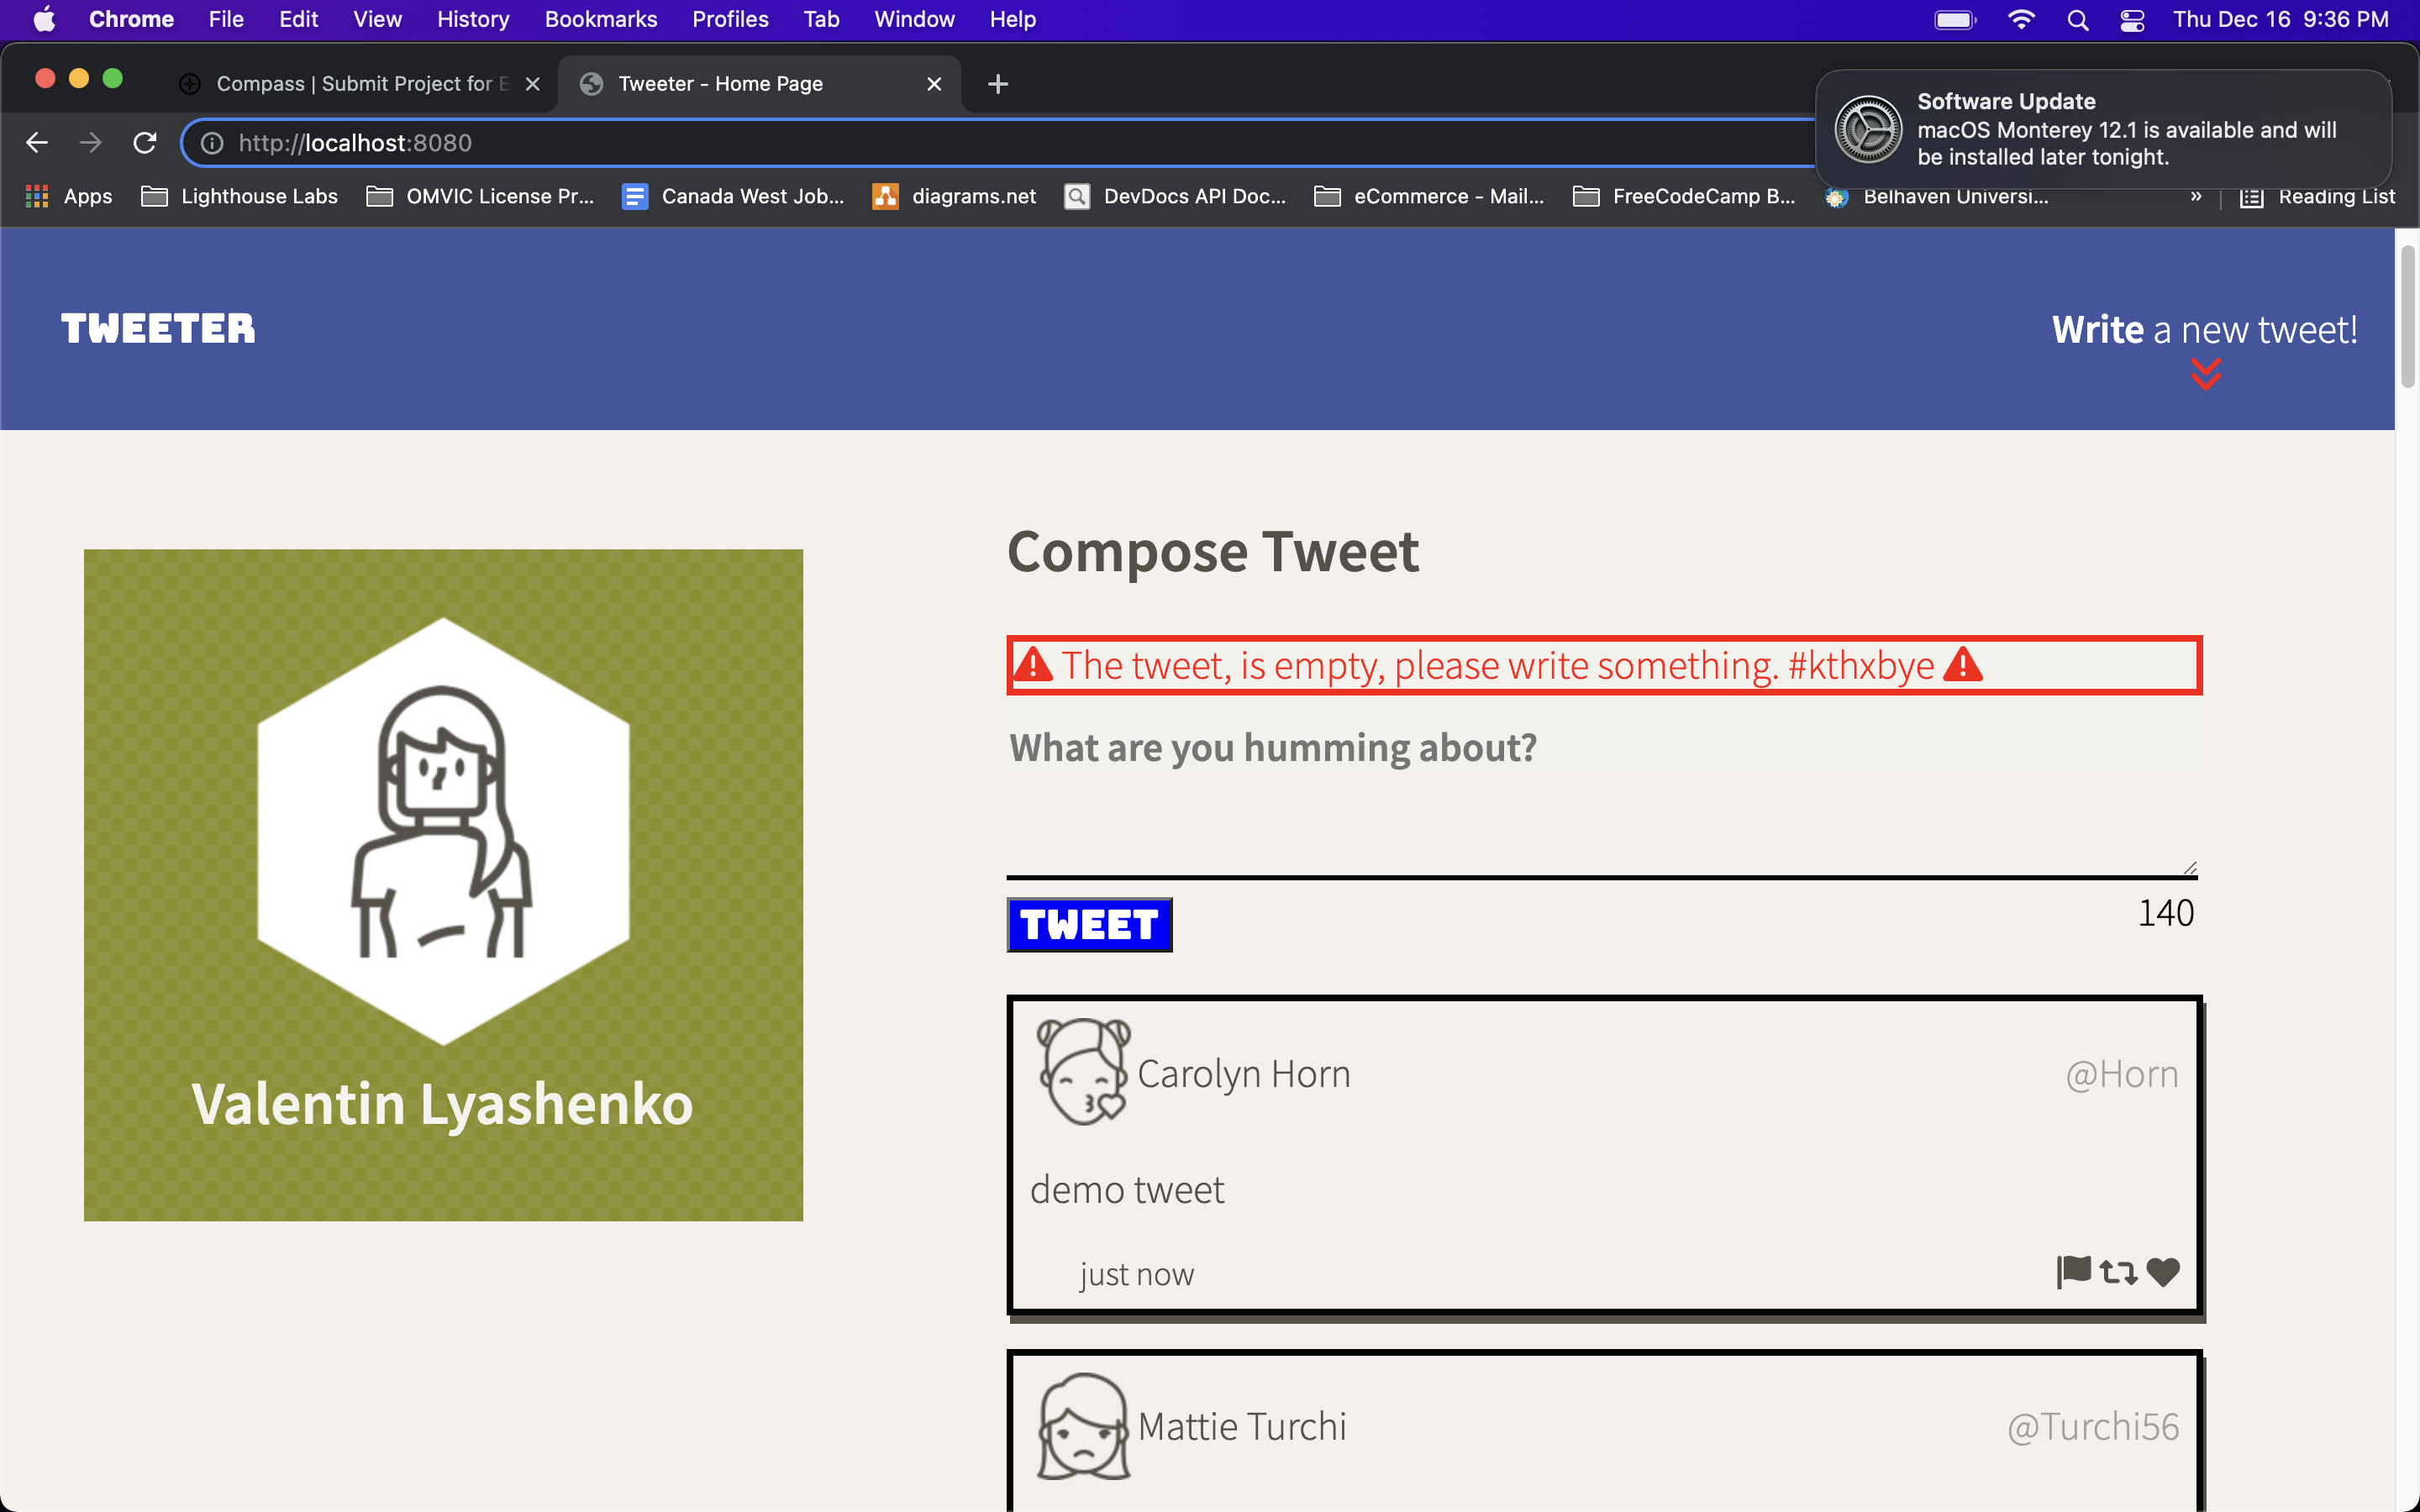 Chrome File Edit View History Bookmarks Profiles Tab Window Help Thu Dec 16 9:36 PM
Compass | Submit Project for E Tweeter - Home Page
Software Update
macOS Monterey 12.1 is available and will
be installed later tonight.
http://localhost:8080
Apps Lighthouse Labs OMVIC License Pr... Canada West Job... diagrams.net DevDocs API Doc... eCommerce - Mail... FreeCodeCamp B... Belhaven Universi... » Reading List
TWEETER
Write a new tweet!
Compose Tweet
The tweet, is empty, please write something. #kthxbye
What are you humming about?
TWEET
140
Valentin Lyashenko
Carolyn Horn @Horn
demo tweet
just now
Mattie Turchi @Turchi56